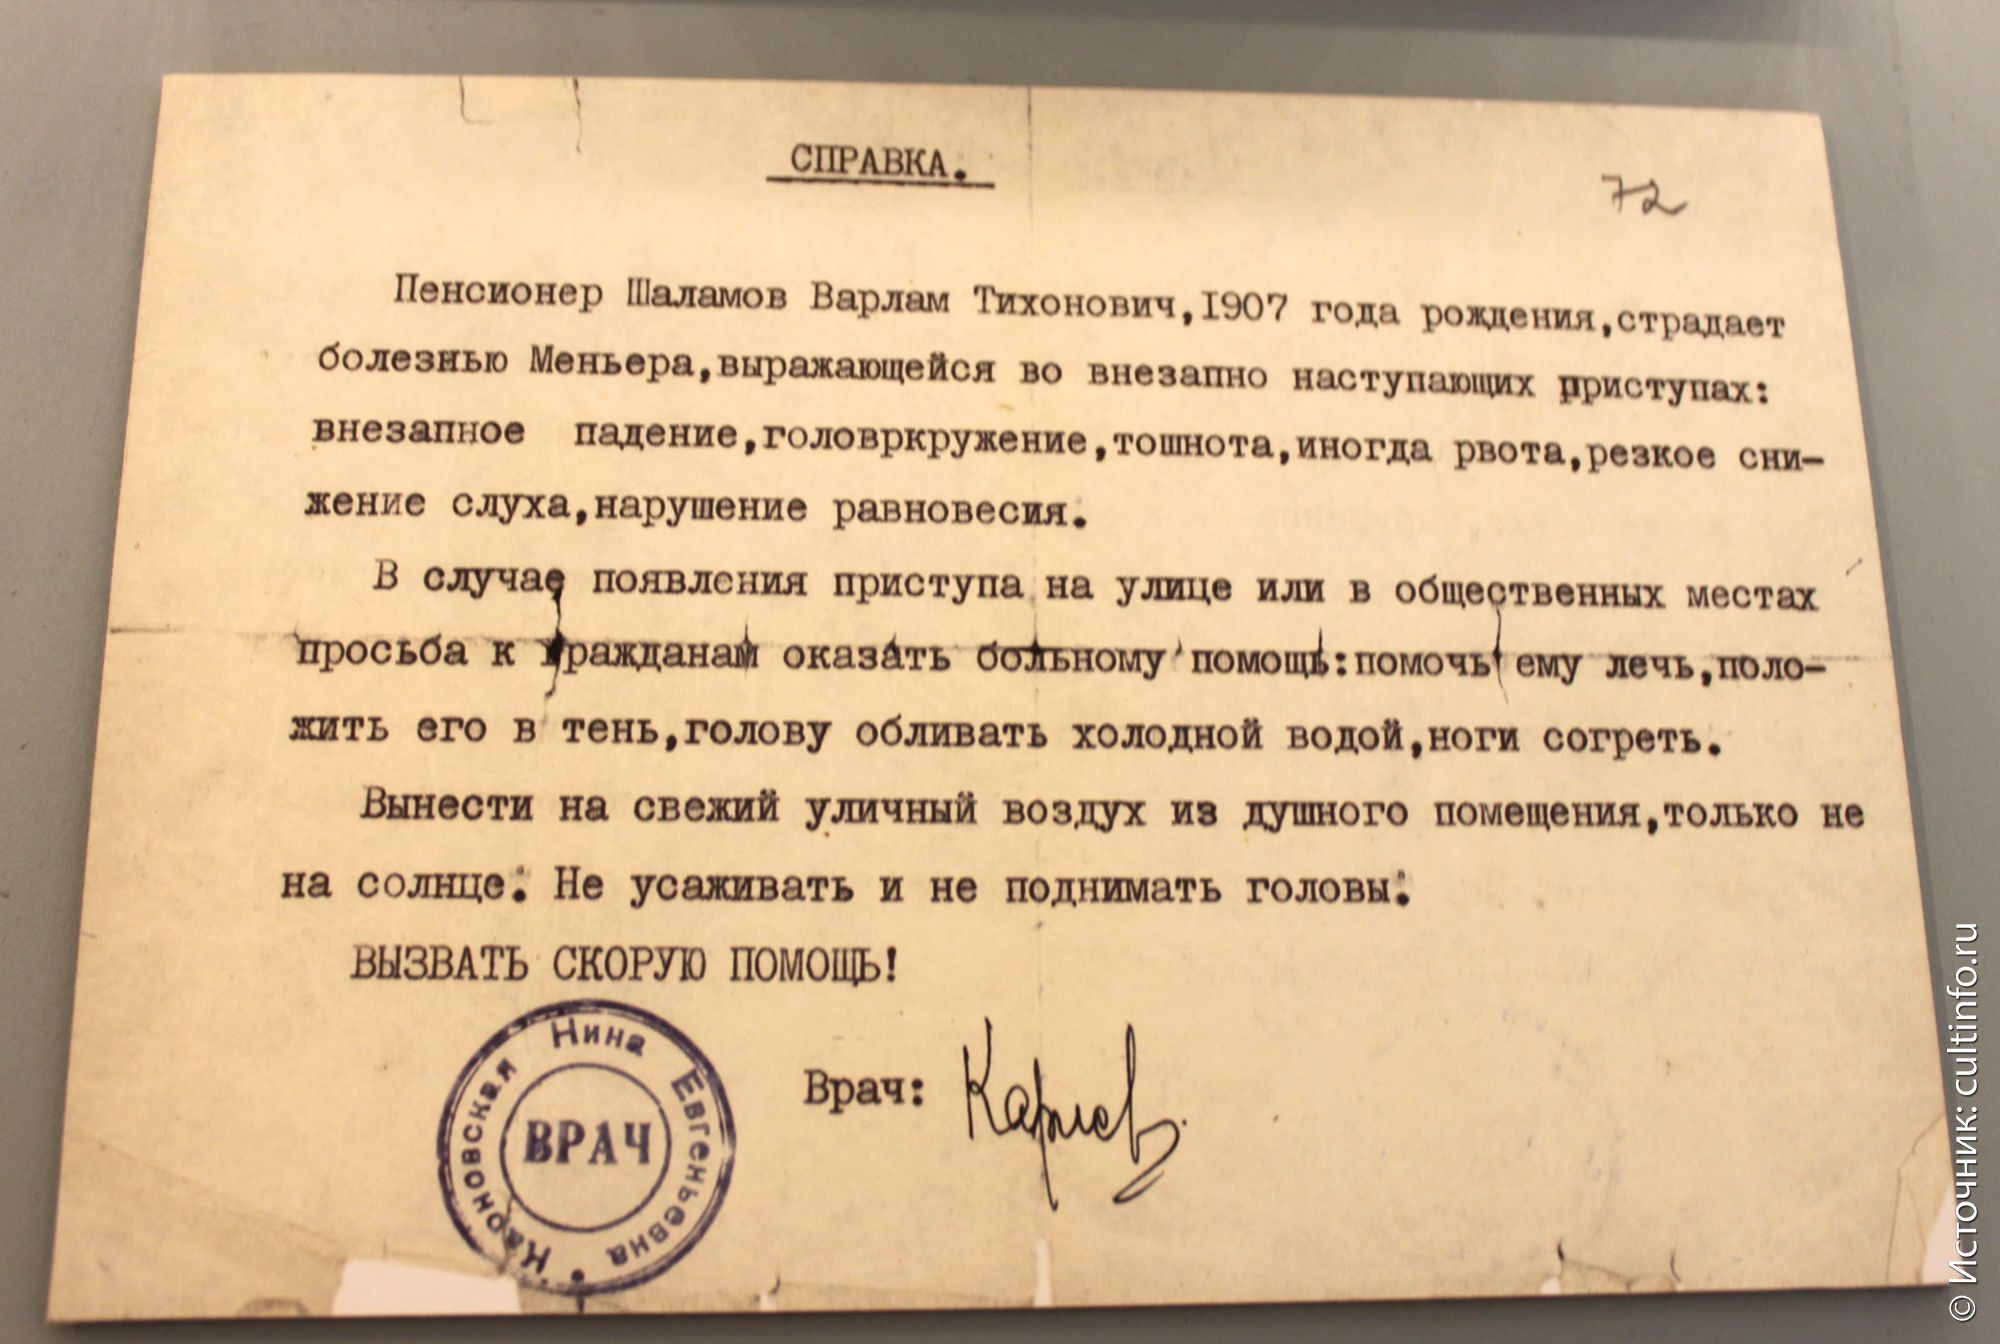 СПРАВКА.
72
Пенсионер Шаламов Варлам Тихонович,1907 года рождения,страдает
болезнью Меньера,выражающейся во внезапно наступающих приступах:
внезапное падение,головркружение,тошнота,иногда рвота,резкое сни-
жение слуха,нарушение равновесия.
В случае появления приступа на улице или в общественных местах
просьба к гражданам оказать больному помощь:помочь ему лечь,поло-
жить его в тень,голову обливать холодной водой,ноги согреть.
Вынести на свежий уличный воздух из душного помещения,только не
на солнце. Не усаживать и не поднимать головы.
ВЫЗВАТЬ СКОРУЮ ПОМОЩЬ!
Врач:
Кароновская Нина Евгеньевна
ВРАЧ
© Источник: cultinfo.ru